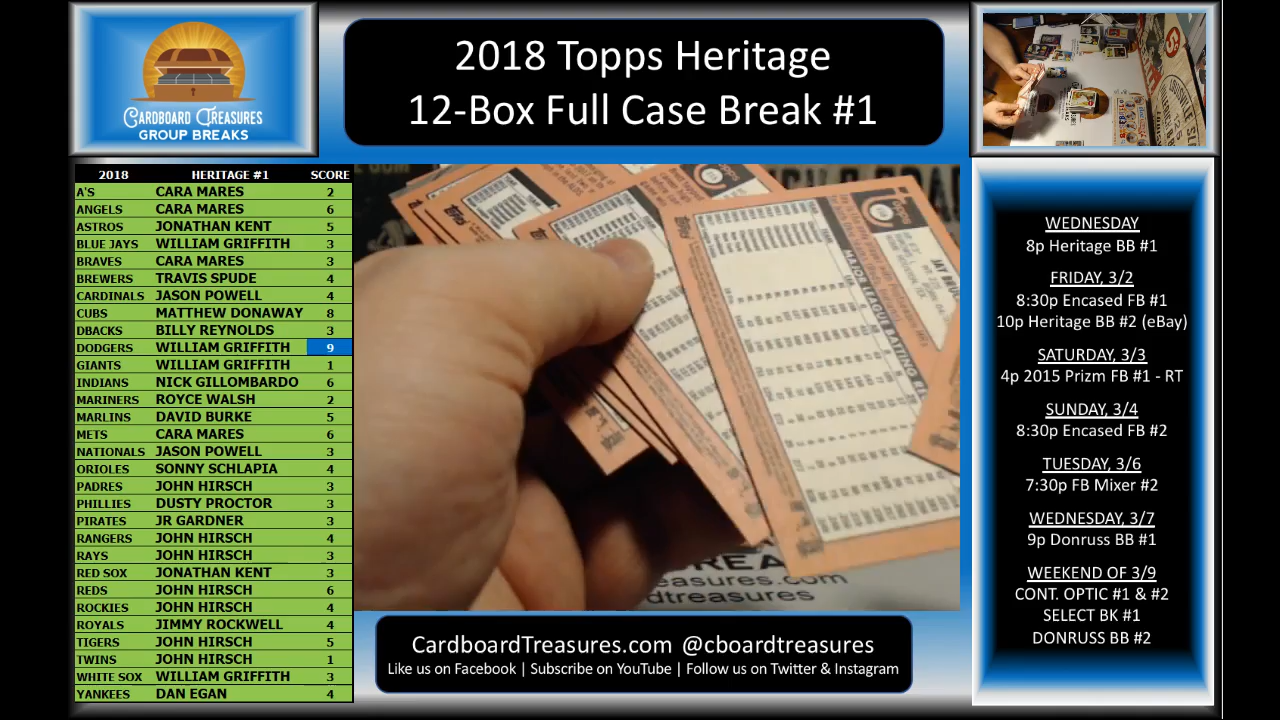 CARDBOARD TREASURES
GROUP BREAKS
2018 Topps Heritage
12-Box Full Case Break #1
2018 HERITAGE #1 SCORE
A'S CARA MARES 2
ANGELS CARA MARES 6
ASTROS JONATHAN KENT 5
BLUE JAYS WILLIAM GRIFFITH 3
BRAVES CARA MARES 3
BREWERS TRAVIS SPUDE 4
CARDINALS JASON POWELL 4
CUBS MATTHEW DONAWAY 8
DBACKS BILLY REYNOLDS 3
DODGERS WILLIAM GRIFFITH 9
GIANTS WILLIAM GRIFFITH 1
INDIANS NICK GILLOMBARDO 6
MARINERS ROYCE WALSH 2
MARLINS DAVID BURKE 5
METS CARA MARES 6
NATIONALS JASON POWELL 3
ORIOLES SONNY SCHLAPIA 4
PADRES JOHN HIRSCH 3
PHILLIES DUSTY PROCTOR 3
PIRATES JR GARDNER 3
RANGERS JOHN HIRSCH 4
RAYS JOHN HIRSCH 3
RED SOX JONATHAN KENT 3
REDS JOHN HIRSCH 6
ROCKIES JOHN HIRSCH 4
ROYALS JIMMY ROCKWELL 4
TIGERS JOHN HIRSCH 5
TWINS JOHN HIRSCH 1
WHITE SOX WILLIAM GRIFFITH 3
YANKEES DAN EGAN 4
Topps
Topps
Topps
topps
topps
JAY
MAJOR LEAGUE BATTING
easures.com
dtreasures
CardboardTreasures.com @cboardtreasures
Like us on Facebook | Subscribe on YouTube | Follow us on Twitter & Instagram
WEDNESDAY
8p Heritage BB #1
FRIDAY, 3/2
8:30p Encased FB #1
10p Heritage BB #2 (eBay)
SATURDAY, 3/3
4p 2015 Prizm FB #1 - RT
SUNDAY, 3/4
8:30p Encased FB #2
TUESDAY, 3/6
7:30p FB Mixer #2
WEDNESDAY, 3/7
9p Donruss BB #1
WEEKEND OF 3/9
CONT. OPTIC #1 & #2
SELECT BK #1
DONRUSS BB #2